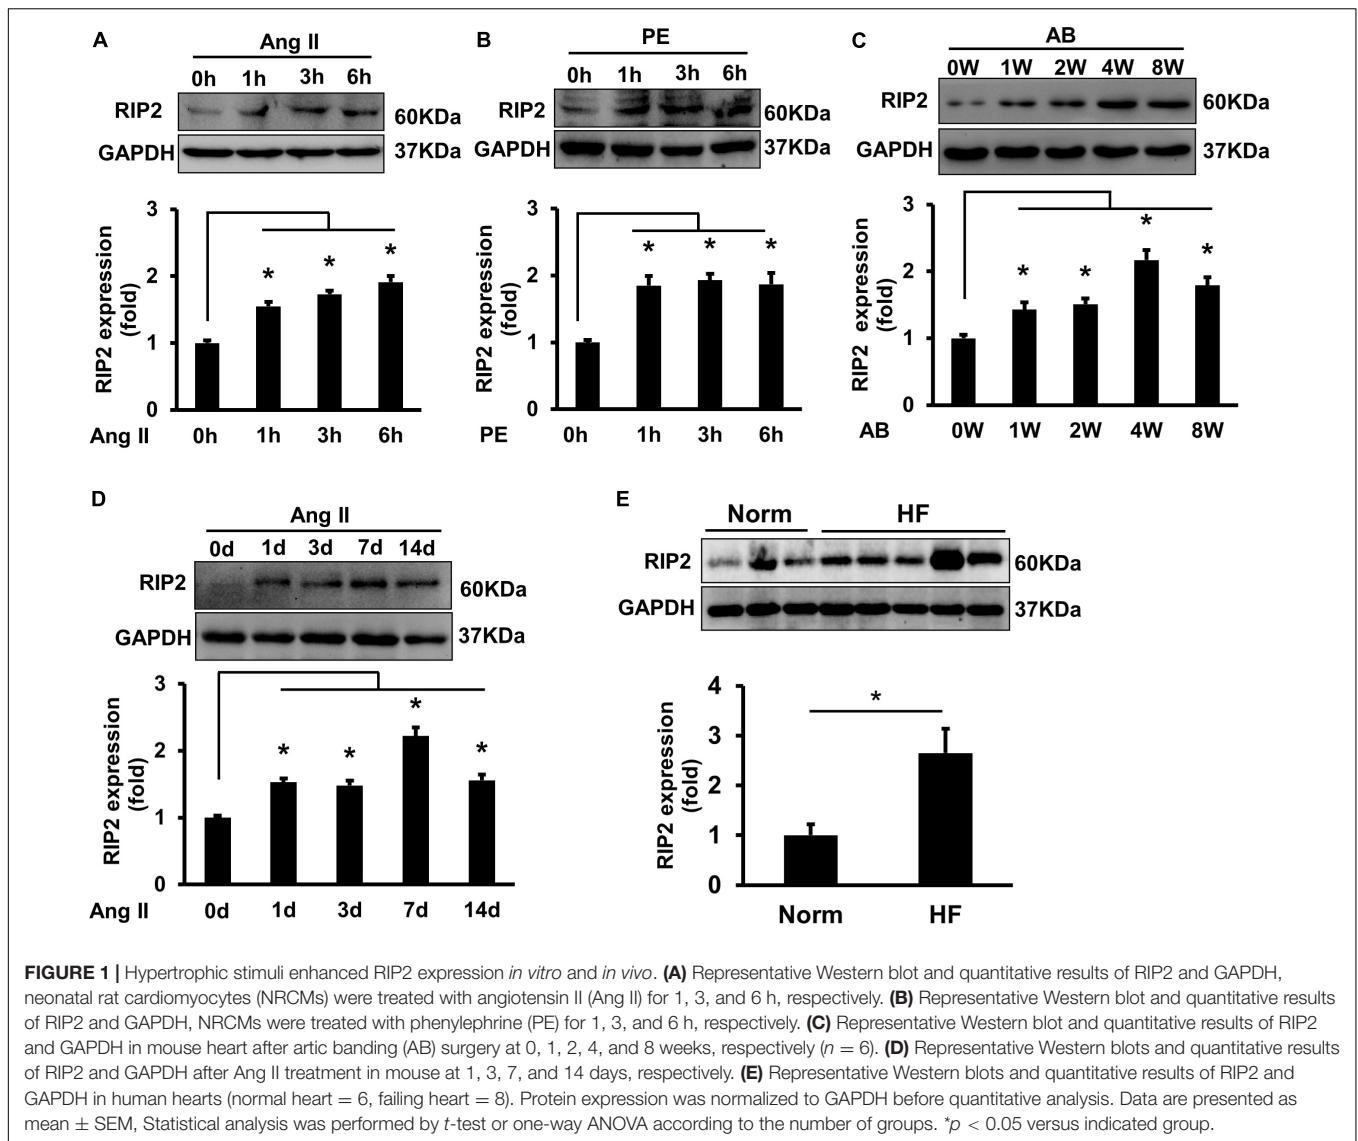 A
Ang II
0h 1h 3h 6h
RIP2
60KDa
GAPDH
37KDa
RIP2 expression
(fold)
3
2
1
0
* * *
Ang II 0h 1h 3h 6h
B
PE
0h 1h 3h 6h
RIP2
60KDa
GAPDH
37KDa
RIP2 expression
(fold)
3
2
1
0
* * *
PE 0h 1h 3h 6h
C
AB
0W 1W 2W 4W 8W
RIP2
60KDa
GAPDH
37KDa
RIP2 expression
(fold)
3
2
1
0
* * * *
AB 0W 1W 2W 4W 8W
D
Ang II
0d 1d 3d 7d 14d
RIP2
60KDa
GAPDH
37KDa
RIP2 expression
(fold)
3
2
1
0
* * * *
Ang II 0d 1d 3d 7d 14d
E
Norm HF
RIP2
60KDa
GAPDH
37KDa
RIP2 expression
(fold)
4
3
2
1
0
*
Norm HF
FIGURE 1 | Hypertrophic stimuli enhanced RIP2 expression in vitro and in vivo. (A) Representative Western blot and quantitative results of RIP2 and GAPDH,
neonatal rat cardiomyocytes (NRCMs) were treated with angiotensin II (Ang II) for 1, 3, and 6 h, respectively. (B) Representative Western blot and quantitative results
of RIP2 and GAPDH, NRCMs were treated with phenylephrine (PE) for 1, 3, and 6 h, respectively. (C) Representative Western blot and quantitative results of RIP2
and GAPDH in mouse heart after artic banding (AB) surgery at 0, 1, 2, 4, and 8 weeks, respectively (n = 6). (D) Representative Western blots and quantitative results
of RIP2 and GAPDH after Ang II treatment in mouse at 1, 3, 7, and 14 days, respectively. (E) Representative Western blots and quantitative results of RIP2 and
GAPDH in human hearts (normal heart = 6, failing heart = 8). Protein expression was normalized to GAPDH before quantitative analysis. Data are presented as
mean ± SEM, Statistical analysis was performed by t-test or one-way ANOVA according to the number of groups. *p < 0.05 versus indicated group.